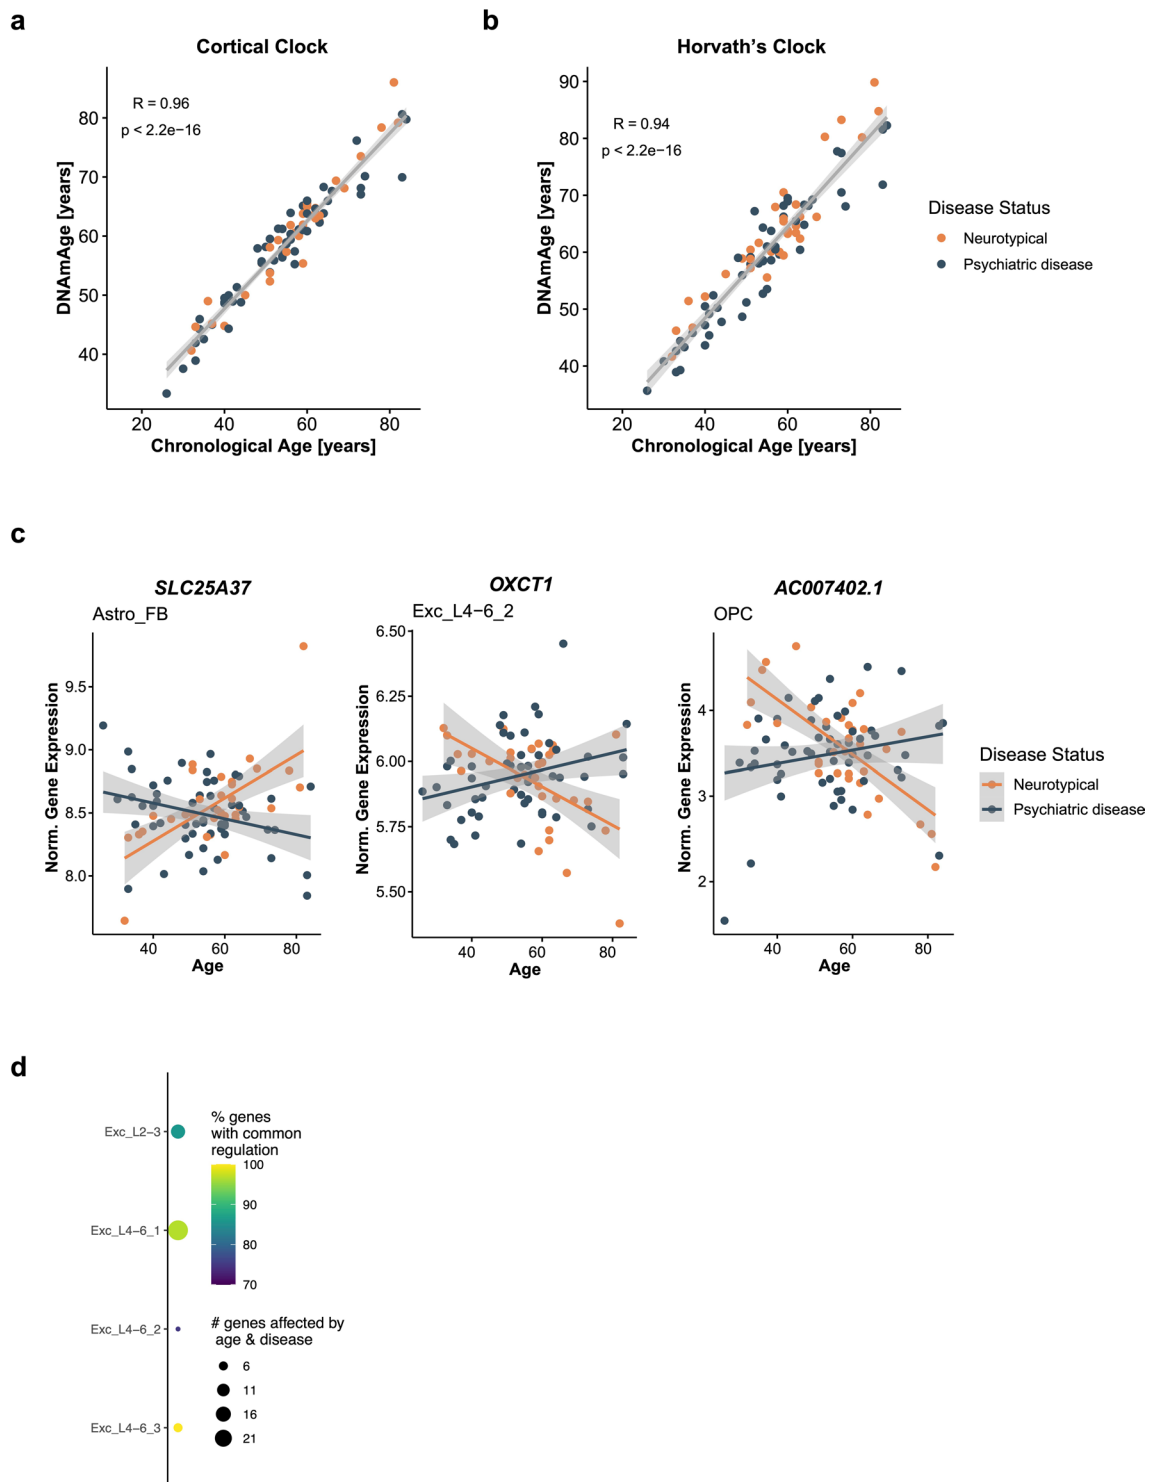 a
b
Cortical Clock
Horvath's Clock
R = 0.96
p < 2.2e−16
DNAmAge [years]
80
70
60
50
40
20
40
60
80
Chronological Age [years]
R = 0.94
p < 2.2e−16
DNAmAge [years]
90
80
70
60
50
40
20
40
60
80
Chronological Age [years]
Disease Status
Neurotypical
Psychiatric disease
c
SLC25A37
Astro_FB
Norm. Gene Expression
9.5
9.0
8.5
8.0
40
60
80
Age
OXCT1
Exc_L4−6_2
Norm. Gene Expression
6.50
6.25
6.00
5.75
5.50
40
60
80
Age
AC007402.1
OPC
Norm. Gene Expression
4
3
2
40
60
80
Age
Disease Status
Neurotypical
Psychiatric disease
d
Exc_L2−3
Exc_L4−6_1
Exc_L4−6_2
Exc_L4−6_3
% genes
with common
regulation
100
90
80
70
# genes affected by
age & disease
6
11
16
21